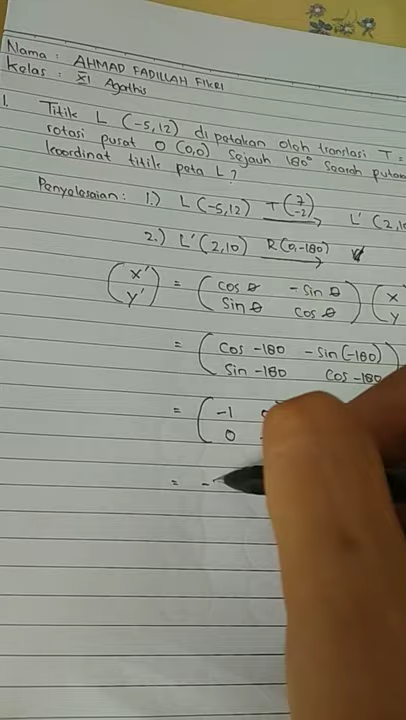 Nama : AHMAD FADILLAH FIKRI
Kelas : XI Agathis
1. Titik L (-5,12) di petakan oleh translasi T =
rotasi pusat O (0,0) sejauh 180° searah putar
koordinat titik peta L?
Penyelesaian : 1.) L(-5,12) T(7 -2) L'(2,10
2.) L'(2,10) R(0,-180)
(x' y') = (cos θ -sin θ sin θ cos θ) (x y
= (cos -180 -sin(-180) sin -180 cos -180
= (-1 0
= -